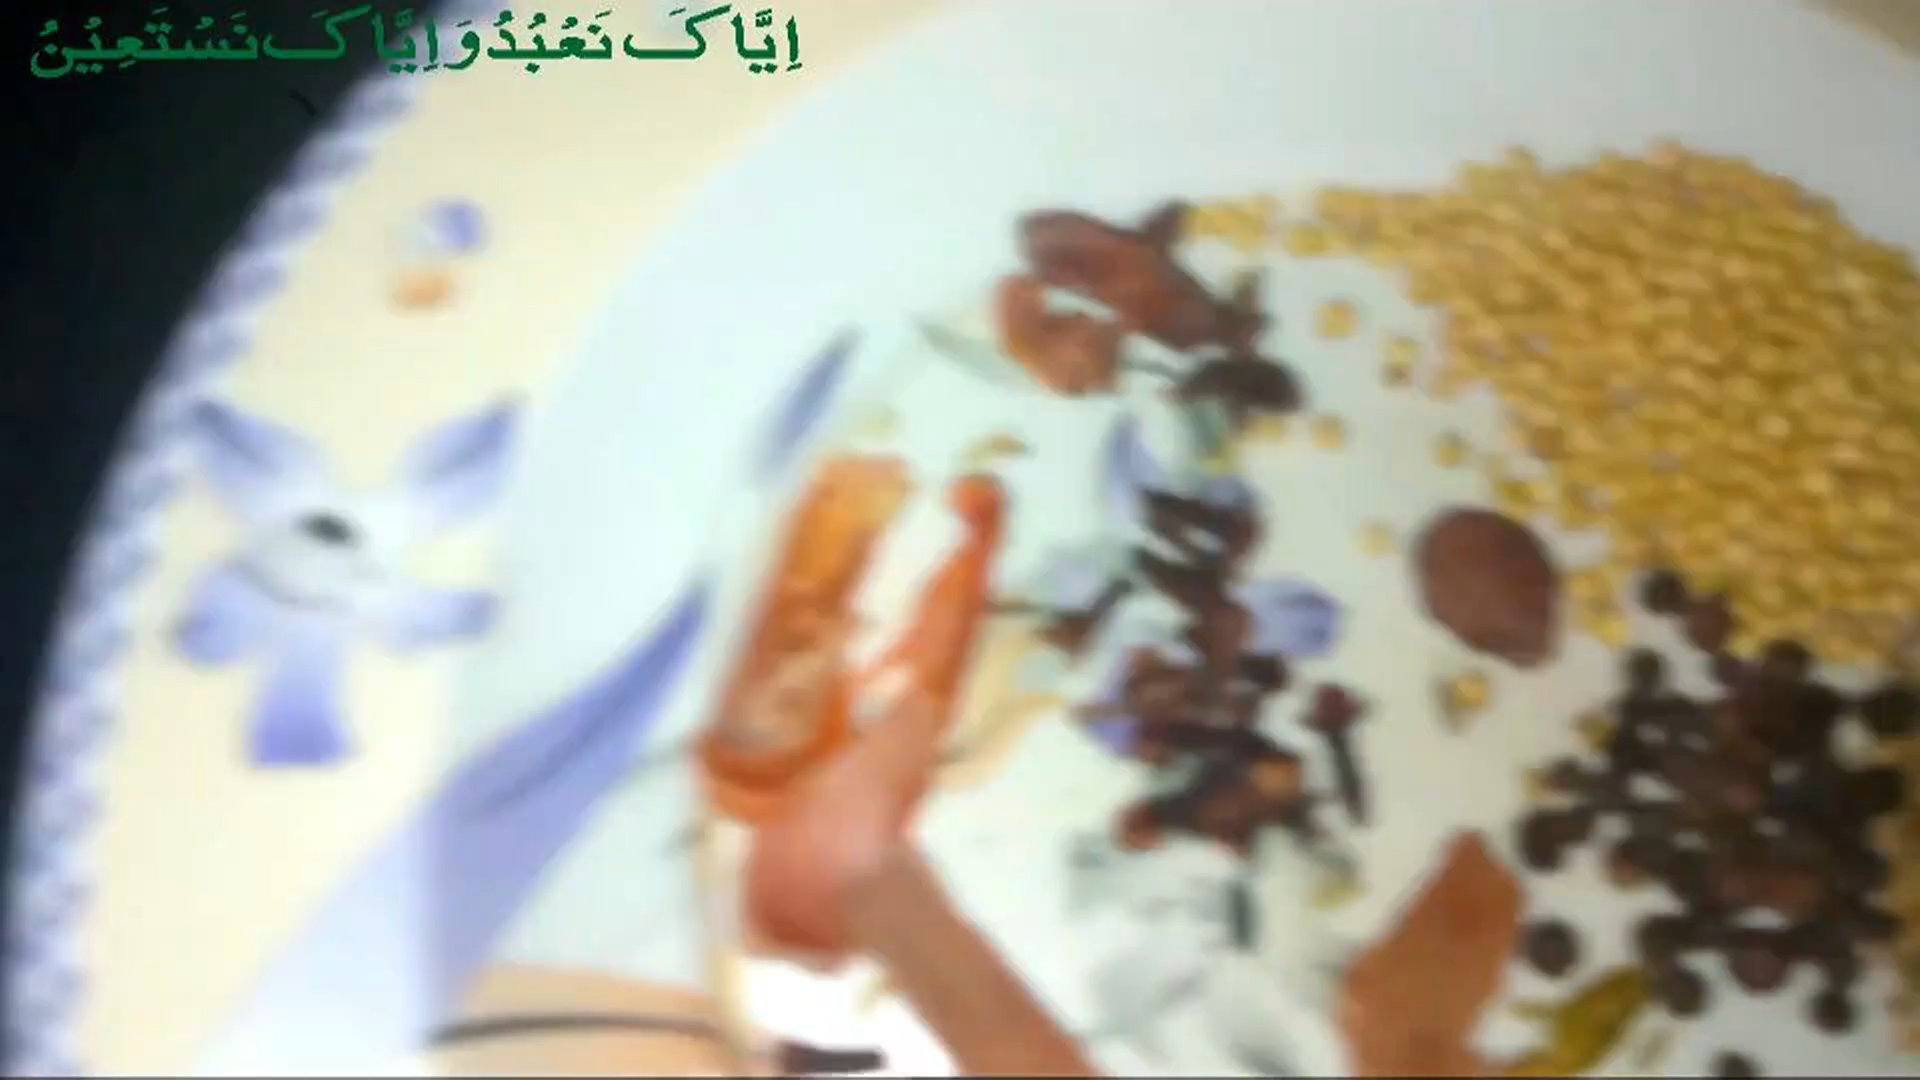 اِیَّاکَ نَعْبُدُ وَ اِیَّاکَ نَسْتَعِیْنُ